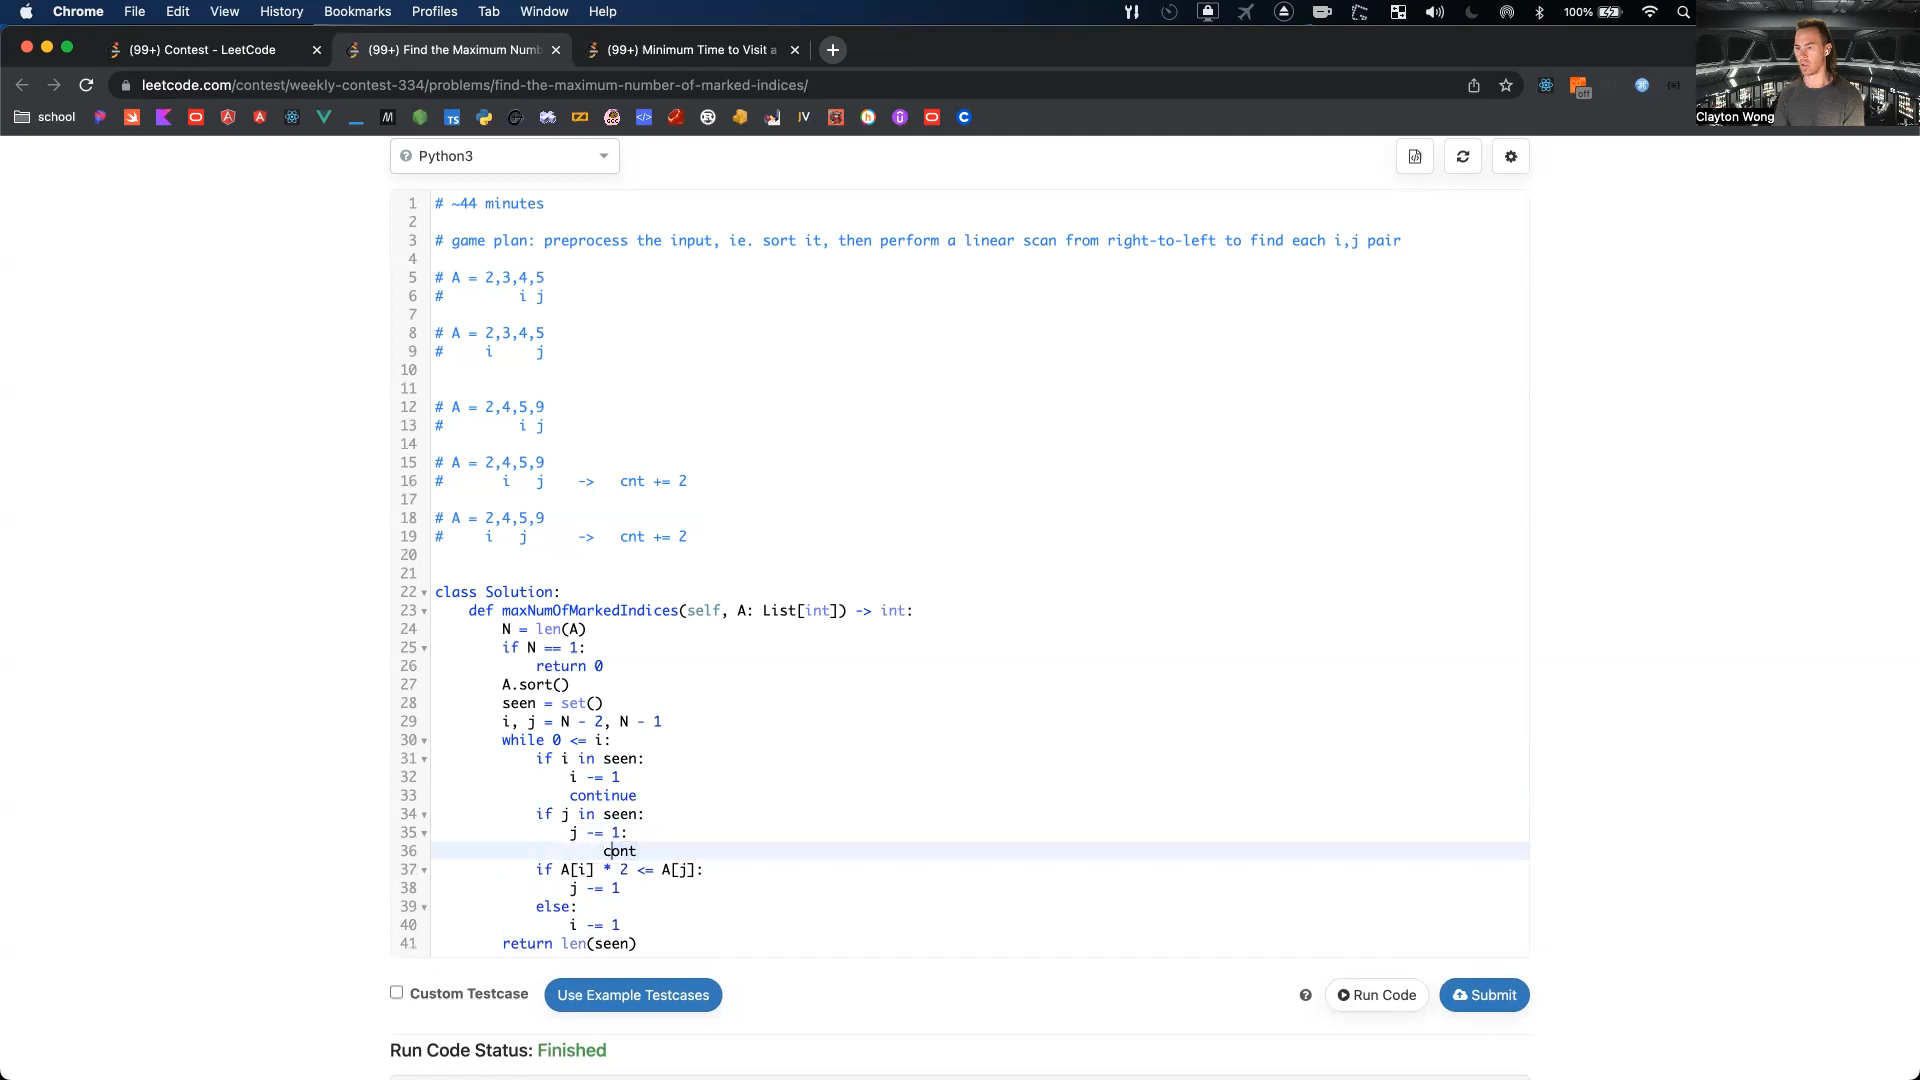 Chrome File Edit View History Bookmarks Profiles Tab Window Help 100%
(99+) Contest - LeetCode (99+) Find the Maximum Numb (99+) Minimum Time to Visit a
leetcode.com/contest/weekly-contest-334/problems/find-the-maximum-number-of-marked-indices/
school M TS JV off
Clayton Wong
Python3
1 # ~44 minutes
2
3 # game plan: preprocess the input, ie. sort it, then perform a linear scan from right-to-left to find each i,j pair
4
5 # A = 2,3,4,5
6 # i j
7
8 # A = 2,3,4,5
9 # i j
10
11
12 # A = 2,4,5,9
13 # i j
14
15 # A = 2,4,5,9
16 # i j -> cnt += 2
17
18 # A = 2,4,5,9
19 # i j -> cnt += 2
20
21
22 class Solution:
23 def maxNumOfMarkedIndices(self, A: List[int]) -> int:
24 N = len(A)
25 if N == 1:
26 return 0
27 A.sort()
28 seen = set()
29 i, j = N - 2, N - 1
30 while 0 <= i:
31 if i in seen:
32 i -= 1
33 continue
34 if j in seen:
35 j -= 1:
36 cont
37 if A[i] * 2 <= A[j]:
38 j -= 1
39 else:
40 i -= 1
41 return len(seen)
Custom Testcase Use Example Testcases Run Code Submit
Run Code Status: Finished